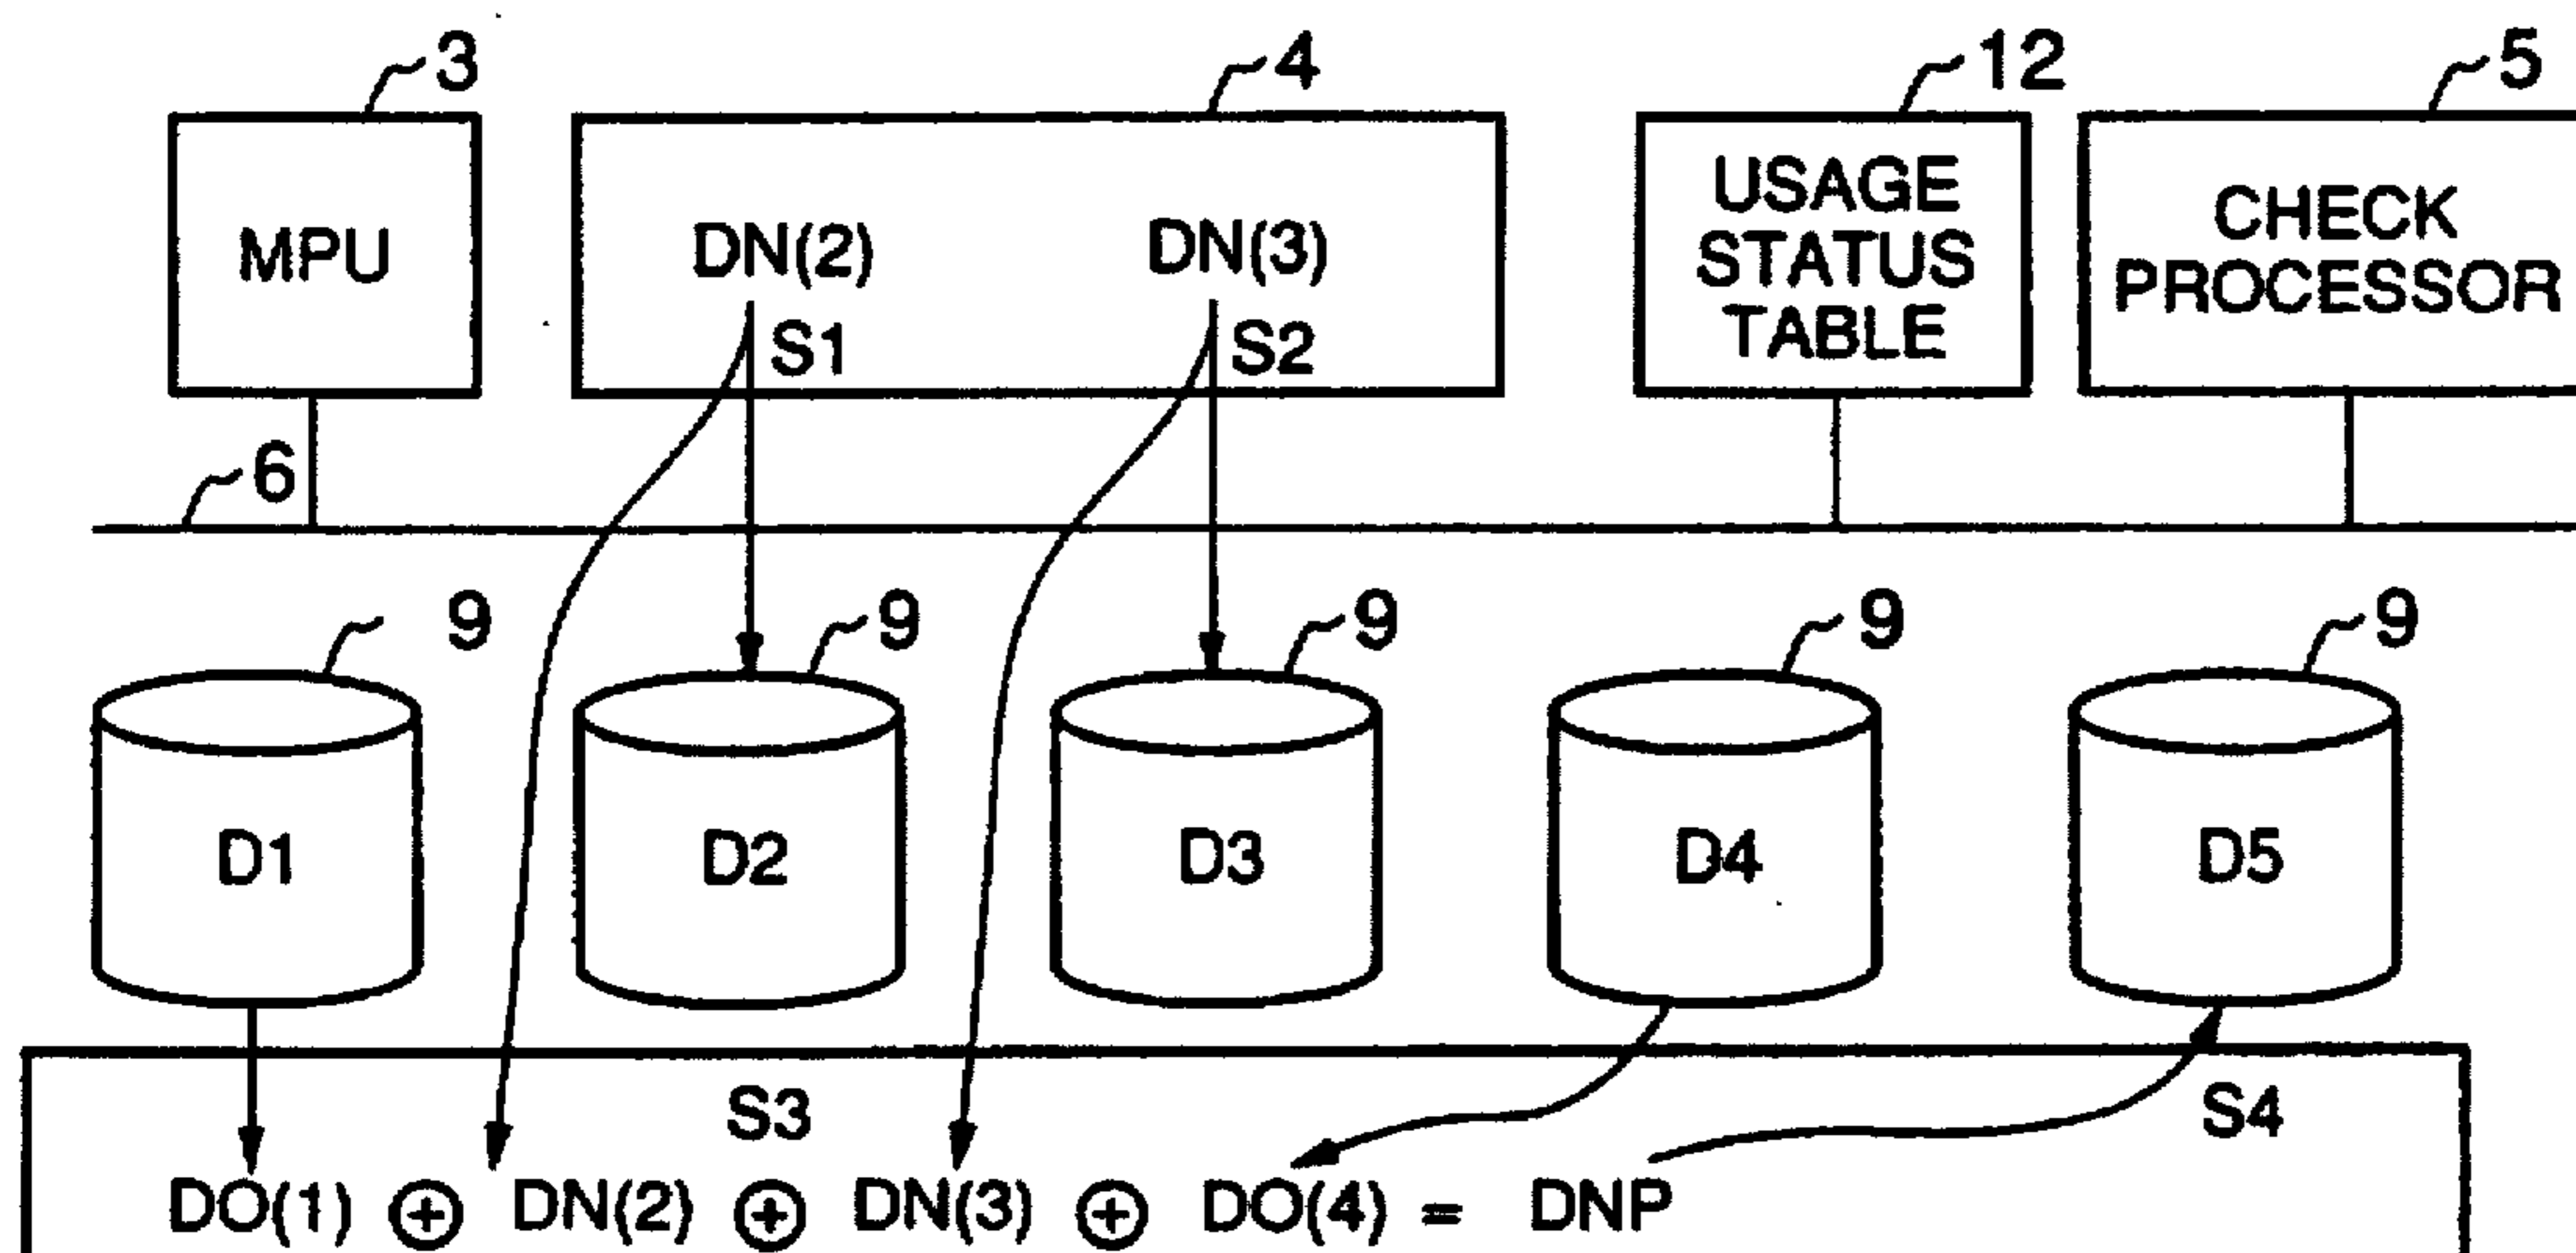 3
4
12
5
MPU
DN(2)
DN(3)
S1
S2
USAGE
STATUS
TABLE
CHECK
PROCESSOR
6
9
9
9
9
9
D1
D2
D3
D4
D5
S3
S4
DO(1) ⊕ DN(2) ⊕ DN(3) ⊕ DO(4) = DNP